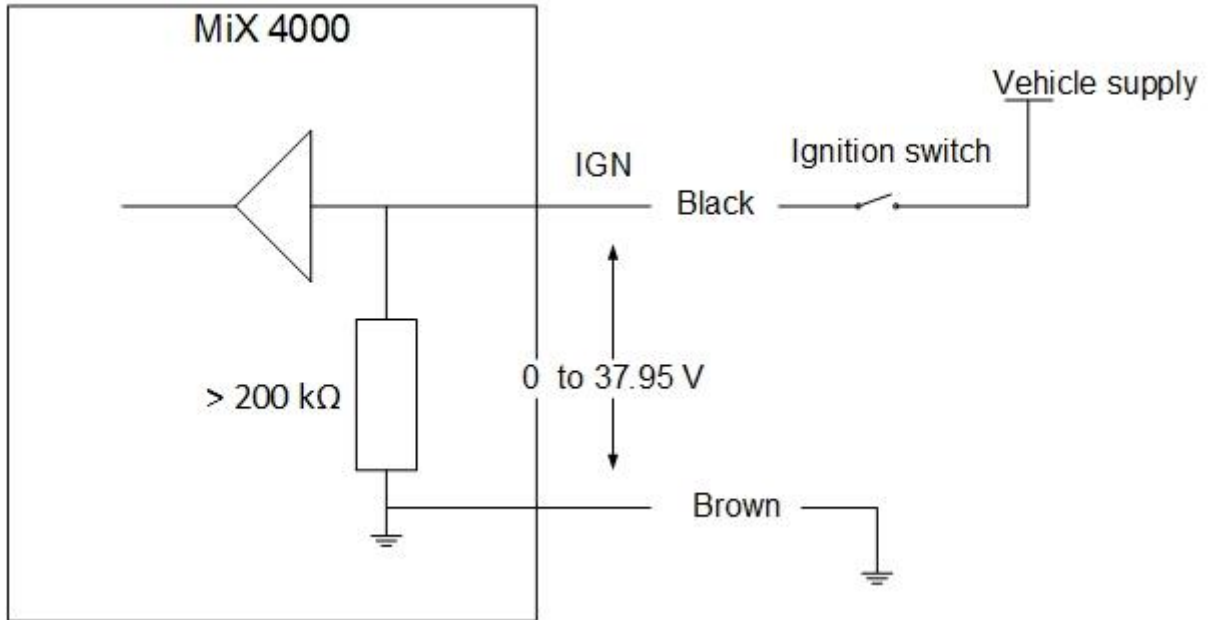 MiX 4000
Vehicle supply
Ignition switch
IGN
Black
0 to 37.95 V
> 200 kΩ
Brown